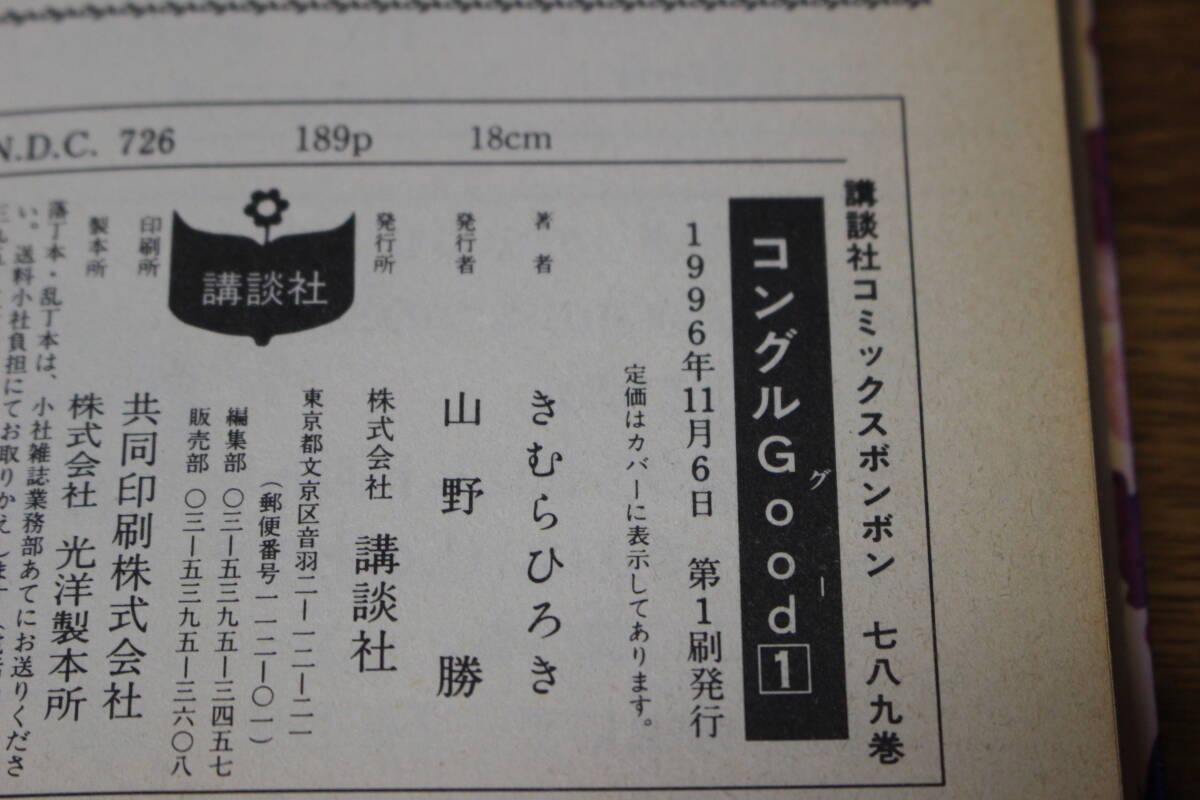 N.D.C. 726 189p 18cm
講談社コミックスボンボン 七八九巻
コングルGood1
グー
1996年11月6日 第1刷発行
定価はカバーに表示してあります。
著者 きむらひろき
発行者 山野 勝
発行所 株式会社 講談社
東京都文京区音羽二―一二―二一
(郵便番号一一二―〇一)
編集部 〇三―五三九五―三四五七
販売部 〇三―五三九五―三六〇八
講談社
印刷所 共同印刷株式会社
製本所 株式会社 光洋製本所
落丁本・乱丁本は、小社雑誌業務部あてにお送りくださ
い。送料小社負担にてお取りかえします